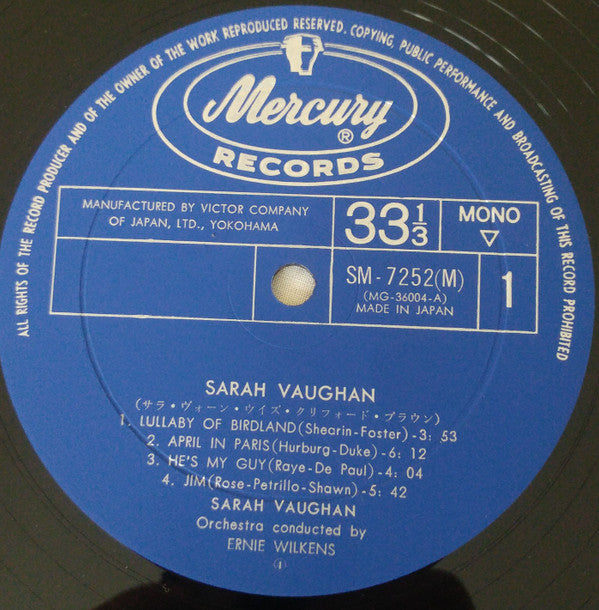 ALL RIGHTS OF THE RECORD PRODUCER AND OF THE OWNER OF THE WORK REPRODUCED RESERVED. COPYING, PUBLIC PERFORMANCE AND BROADCASTING OF THIS RECORD PROHIBITED
Mercury ®
RECORDS
MANUFACTURED BY VICTOR COMPANY
OF JAPAN, LTD., YOKOHAMA
33 1/3
MONO
▽
SM-7252(M)
(MG-36004-A)
MADE IN JAPAN
1
SARAH VAUGHAN
(サラ・ヴォーン・ウイズ・クリフォード・ブラウン)
1. LULLABY OF BIRDLAND(Shearin-Foster)-3: 53
2. APRIL IN PARIS(Hurburg-Duke)-6: 12
3. HE'S MY GUY(Raye-De Paul)-4: 04
4. JIM(Rose-Petrillo-Shawn)-5: 42
SARAH VAUGHAN
Orchestra conducted by
ERNIE WILKENS